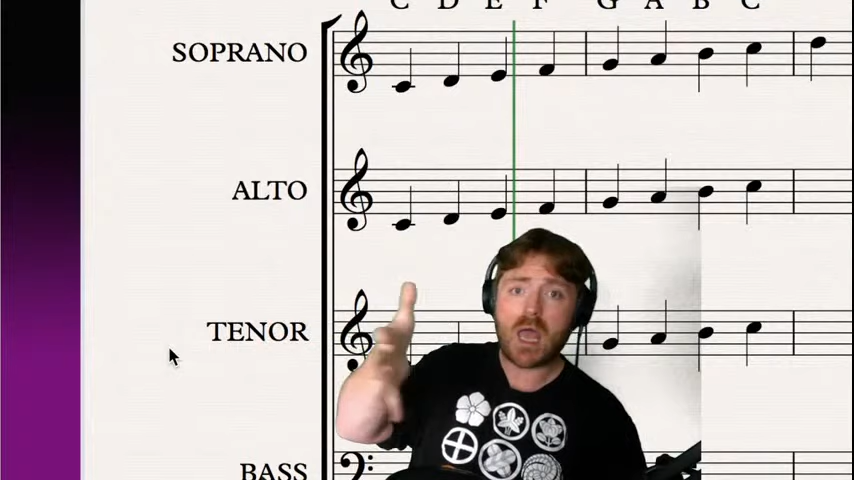 C D E F G A B C
SOPRANO
ALTO
TENOR
BASS